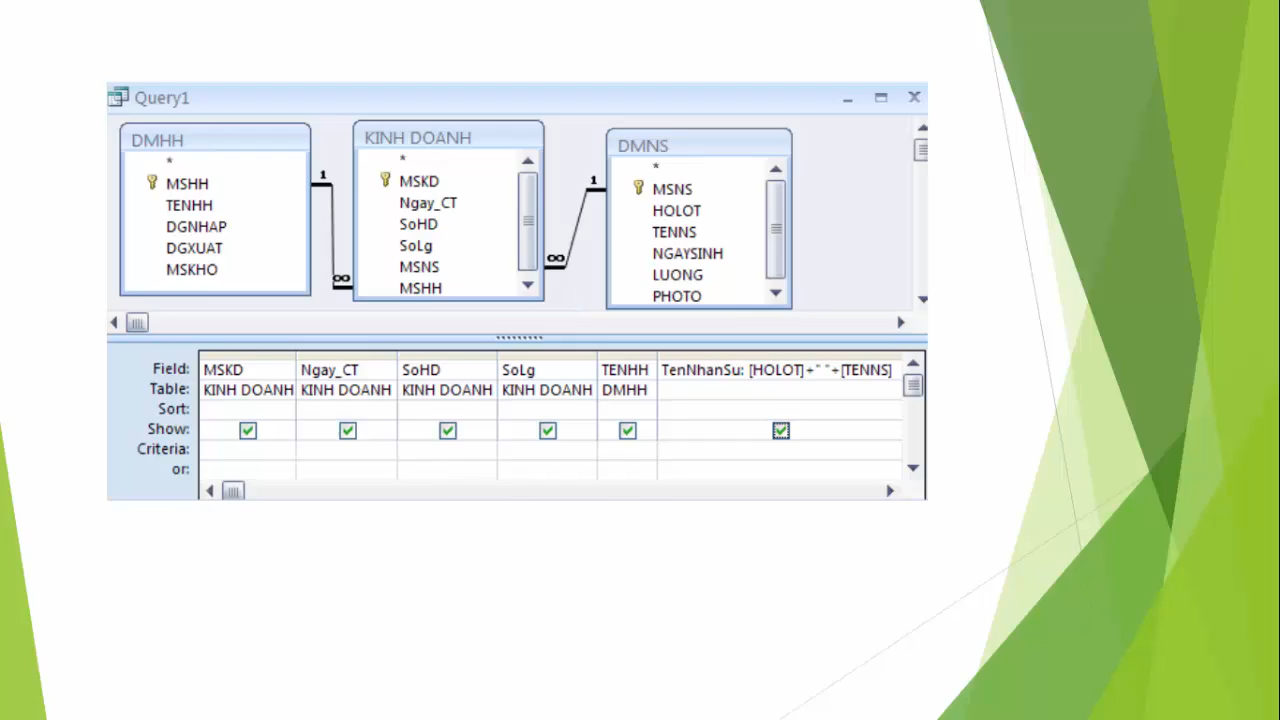 Query1
DMHH
*
MSHH
TENHH
DGNHAP
DGXUAT
MSKHO
1
∞
KINH DOANH
*
MSKD
Ngay_CT
SoHD
SoLg
MSNS
MSHH
1
∞
DMNS
*
MSNS
HOLOT
TENNS
NGAYSINH
LUONG
PHOTO
Field: MSKD Ngay_CT SoHD SoLg TENHH TenNhanSu: [HOLOT]+" "+[TENNS]
Table: KINH DOANH KINH DOANH KINH DOANH KINH DOANH DMHH
Sort:
Show:
Criteria:
or: